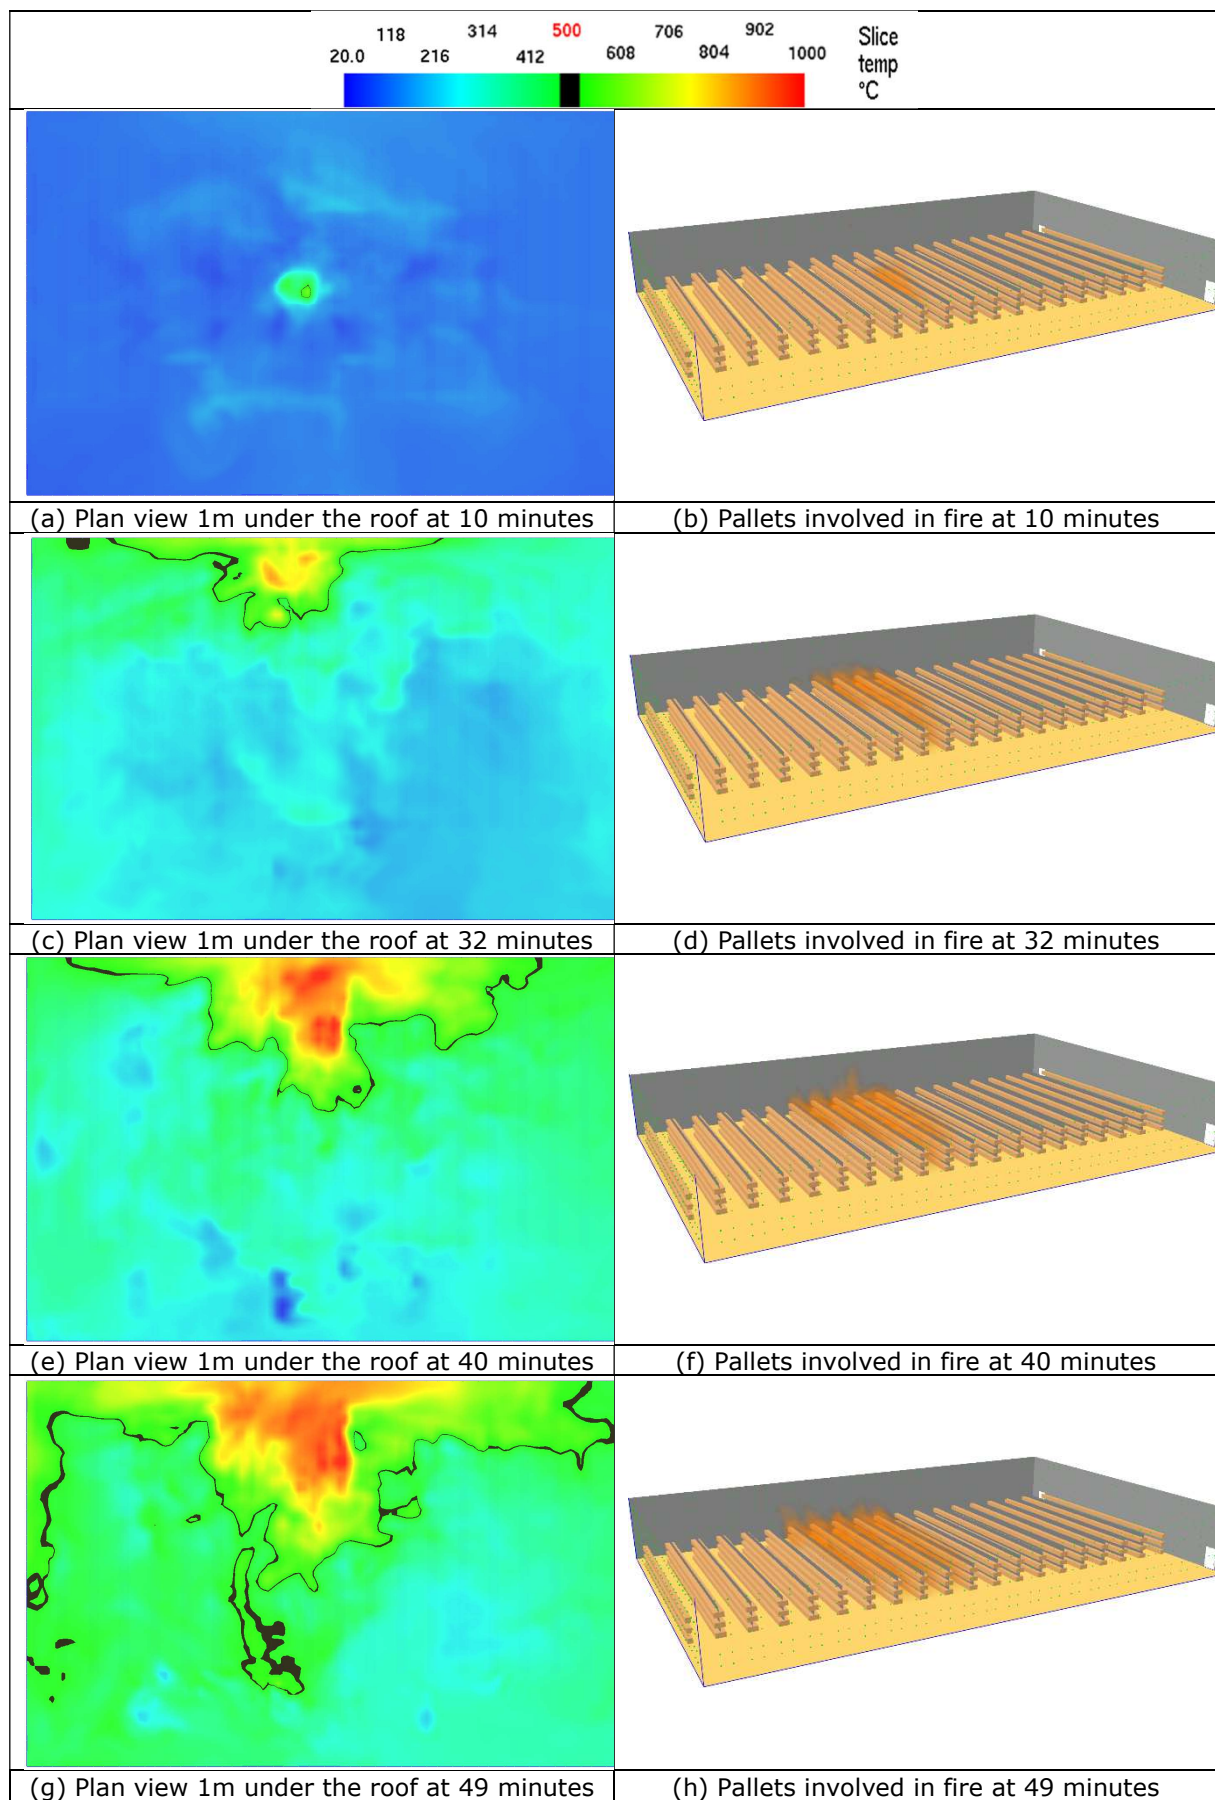 118 314 500 706 902
20.0 216 412 608 804 1000
Slice
temp
°C
(a) Plan view 1m under the roof at 10 minutes
(b) Pallets involved in fire at 10 minutes
(c) Plan view 1m under the roof at 32 minutes
(d) Pallets involved in fire at 32 minutes
(e) Plan view 1m under the roof at 40 minutes
(f) Pallets involved in fire at 40 minutes
(g) Plan view 1m under the roof at 49 minutes
(h) Pallets involved in fire at 49 minutes